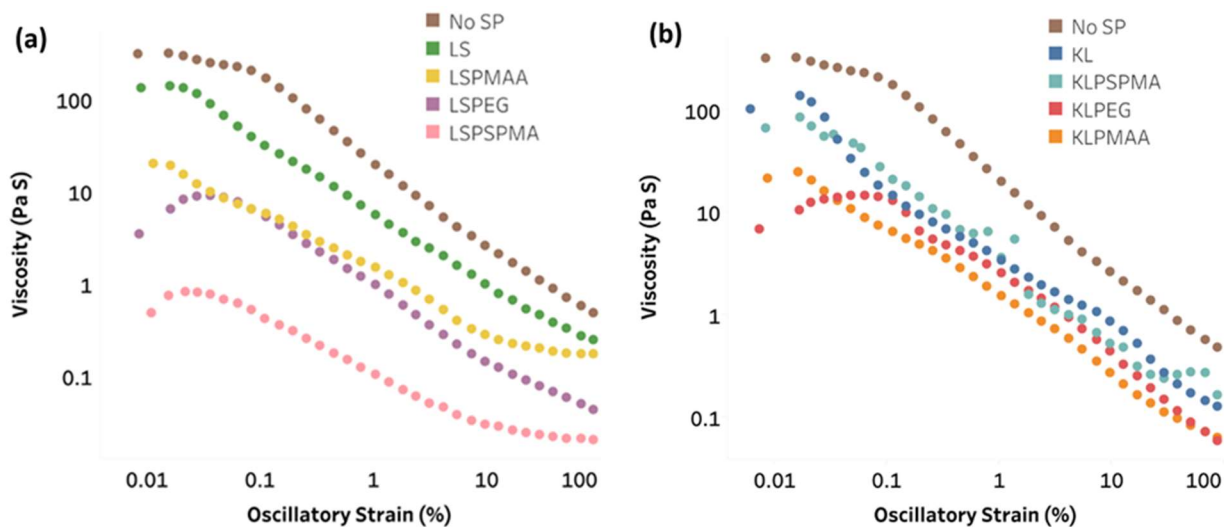 (a)
No SP
LS
LSPMAA
LSPEG
LSPSPMA
Viscosity (Pa S)
100
10
1
0.1
0.01 0.1 1 10 100
Oscillatory Strain (%)
(b)
No SP
KL
KLPSPMA
KLPEG
KLPMAA
Viscosity (Pa S)
100
10
1
0.1
0.01 0.1 1 10 100
Oscillatory Strain (%)